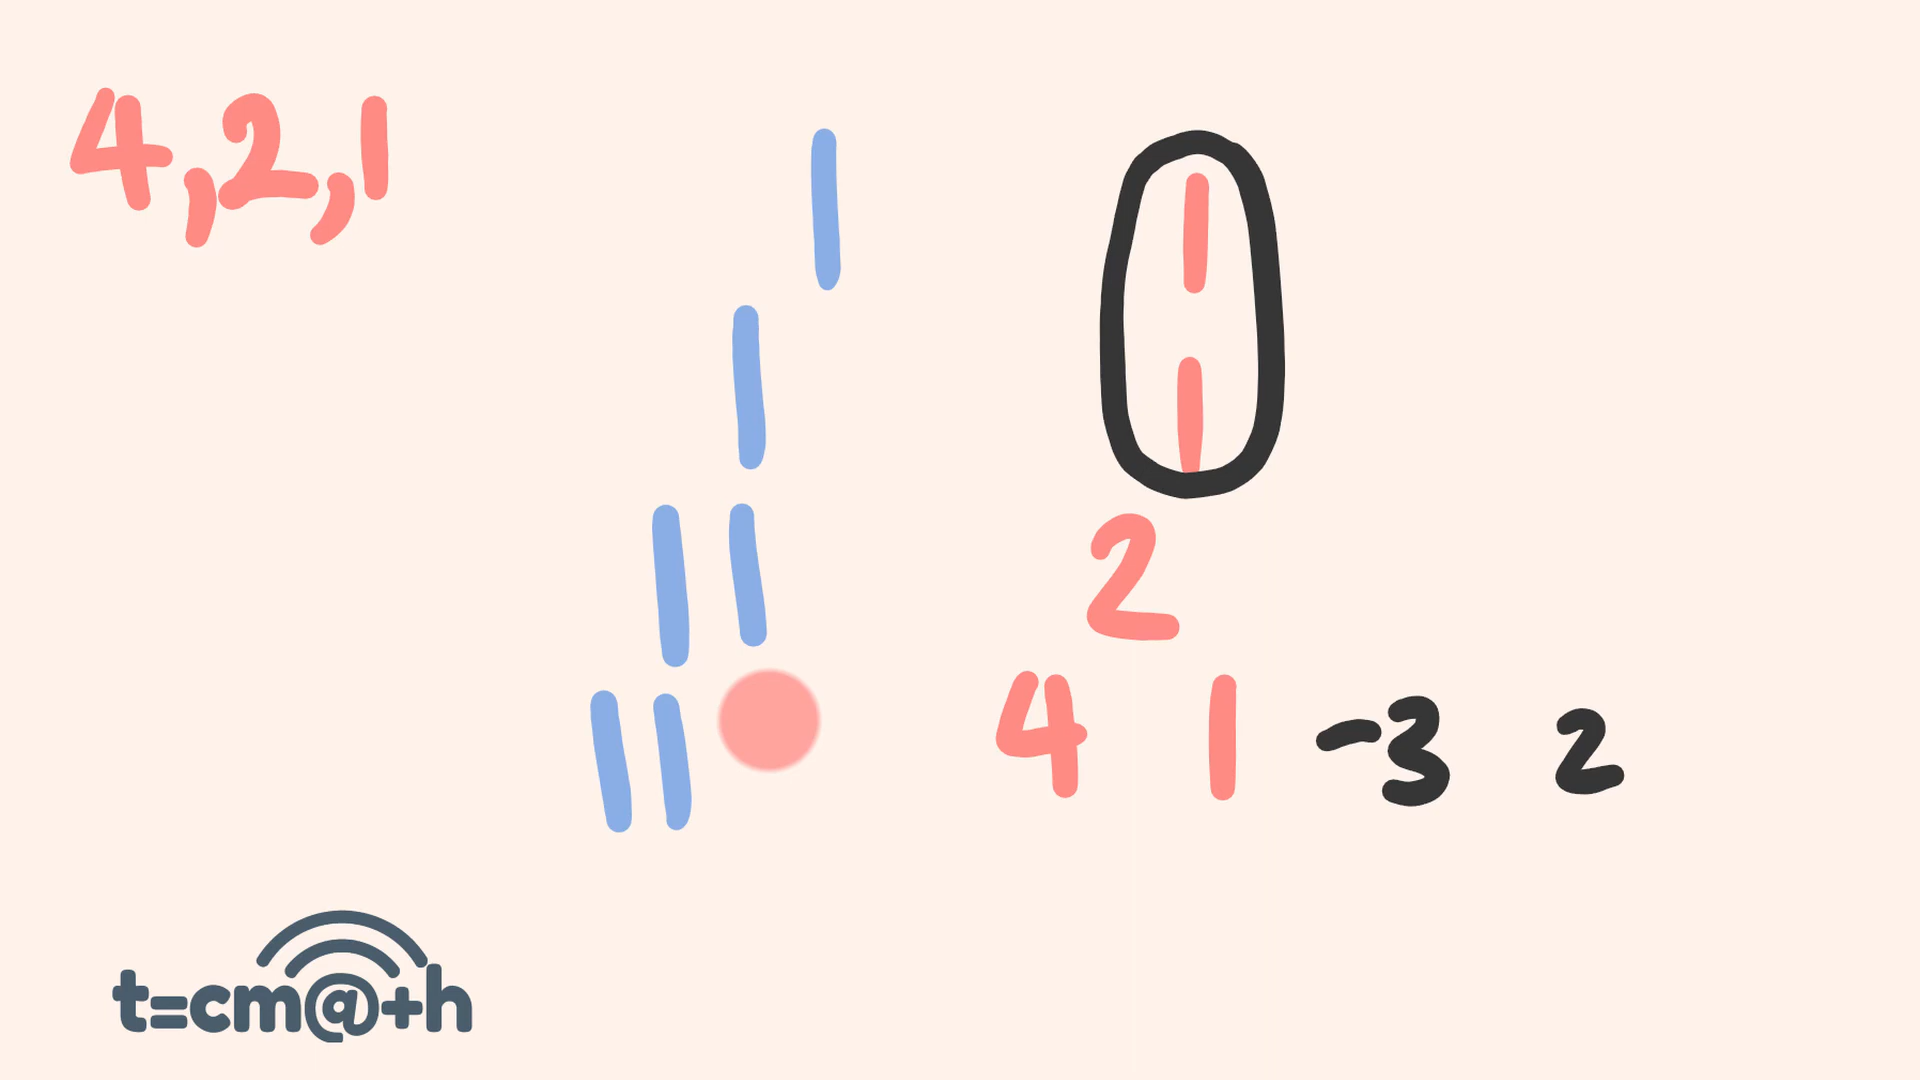 4,2,1
| 1
| 1
|| 2
|| 4 1 -3 2
t=cm@+h